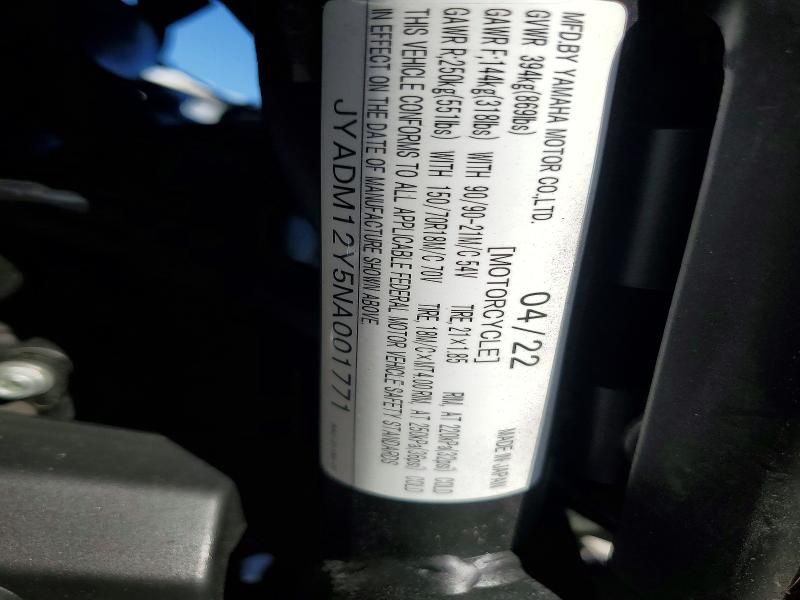 MFD.BY YAMAHA MOTOR CO.,LTD. 04/22 MADE IN JAPAN
GVWR 394kg(869lbs) [MOTORCYCLE]
GAWR F;144kg(318lbs) WITH 90/90-21M/C 54V TIRE, 21×1.85 RIM, AT 220kPa(32psi) COLD
GAWR R;250kg(551lbs) WITH 150/70R18M/C 70V TIRE, 18M/C×MT4.00 RIM, AT 250kPa(36psi) COLD
THIS VEHICLE CONFORMS TO ALL APPLICABLE FEDERAL MOTOR VEHICLE SAFETY STANDARDS
IN EFFECT ON THE DATE OF MANUFACTURE SHOWN ABOVE
JYADM12Y5NA001771